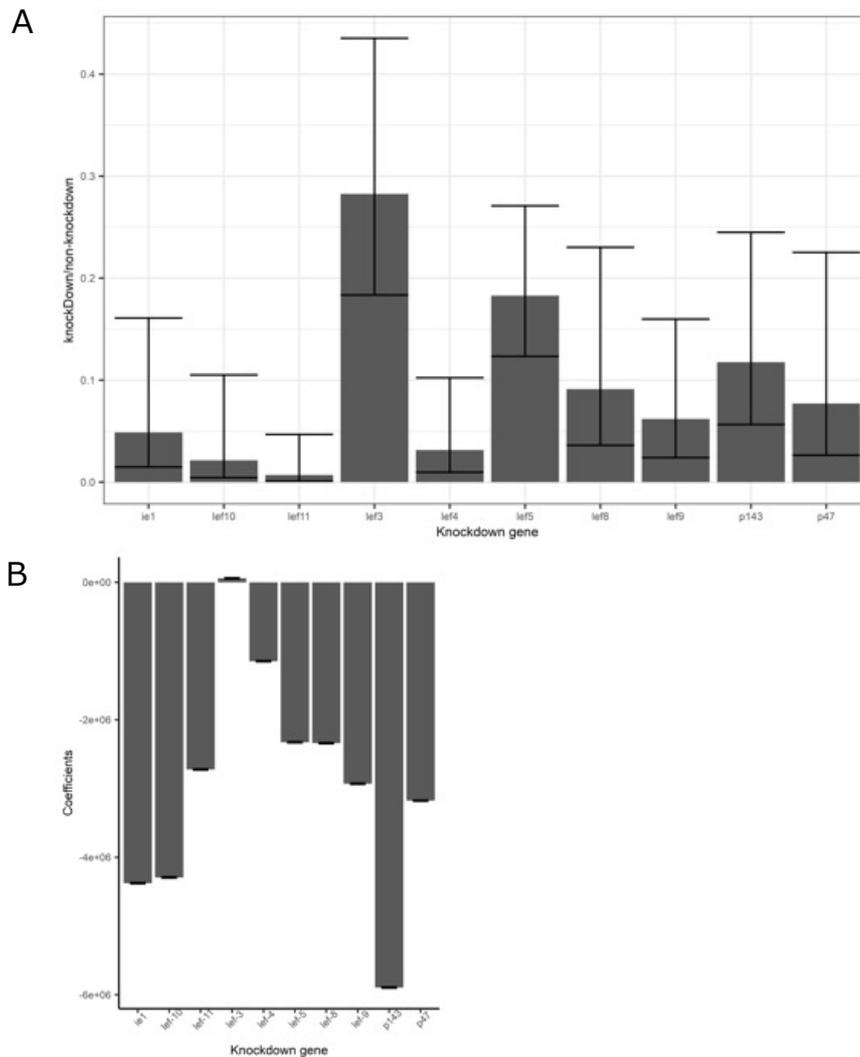 A
knockDown/non-knockdown
0.4
0.3
0.2
0.1
0.0
ie1 lef10 lef11 lef3 lef4 lef5 lef8 lef9 p143 p47
Knockdown gene
B
Coefficients
0e+00
-2e+06
-4e+06
-6e+06
ie1 lef-10 lef-11 lef-3 lef-4 lef-5 lef-8 lef-9 p143 p47
Knockdown gene